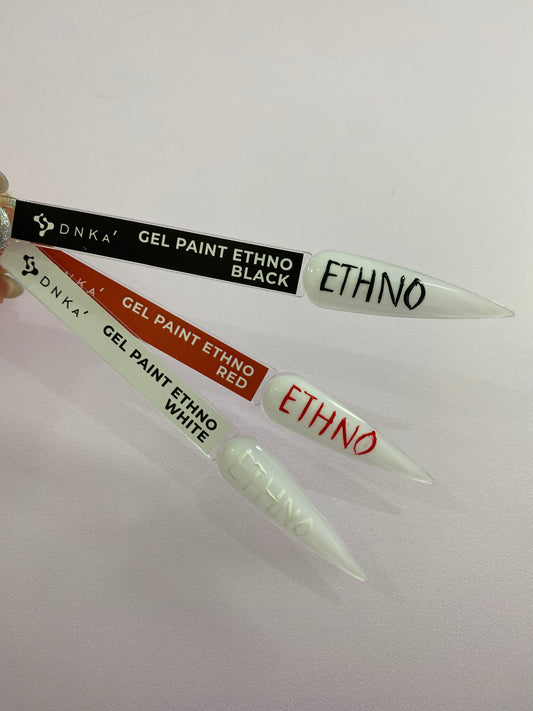 DNKa’
GEL PAINT ETHNO
BLACK
ETHNO
DNKa’
GEL PAINT ETHNO
RED
ETHNO
DNKa’
GEL PAINT ETHNO
WHITE
ETHNO